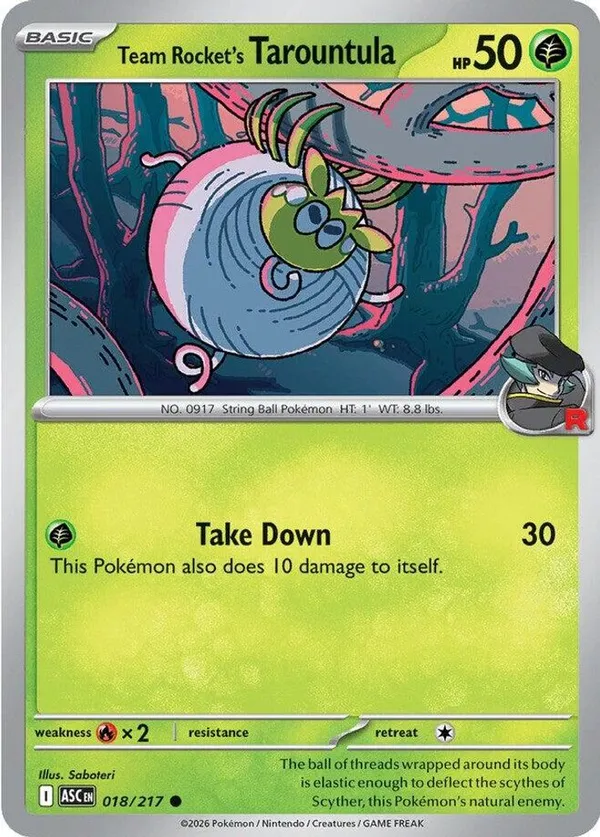 BASIC
Team Rocket's Tarountula
HP 50
R
NO. 0917 String Ball Pokémon HT: 1' WT: 8.8 lbs.
Take Down 30
This Pokémon also does 10 damage to itself.
weakness ×2 resistance retreat
Illus. Saboteri
The ball of threads wrapped around its body
is elastic enough to deflect the scythes of
Scyther, this Pokémon's natural enemy.
I ASC EN 018/217
©2026 Pokémon / Nintendo / Creatures / GAME FREAK